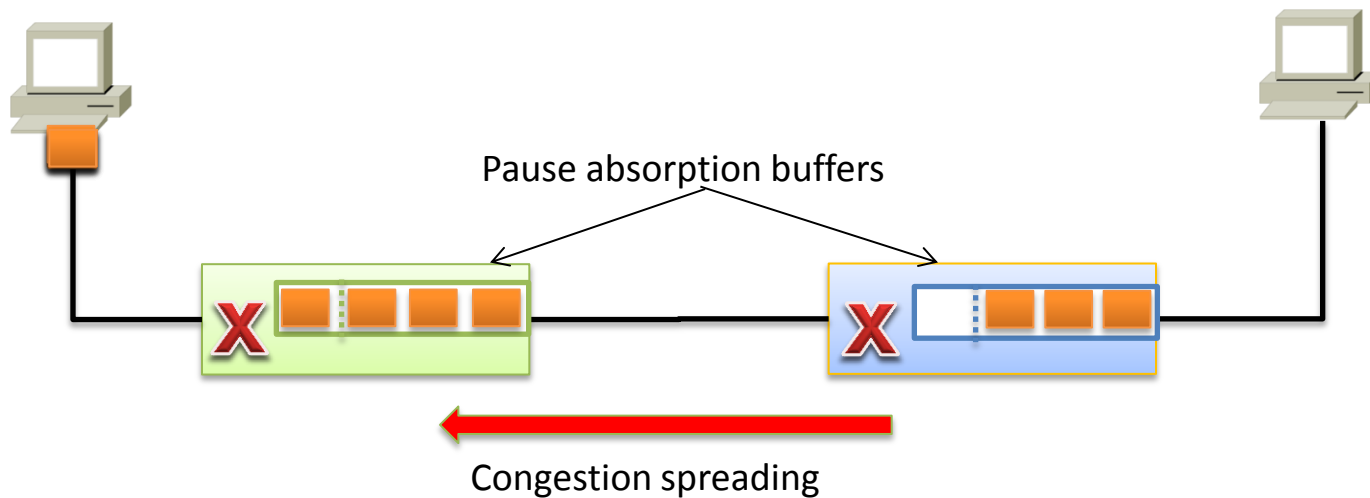 Pause absorption buffers
X
X
Congestion spreading